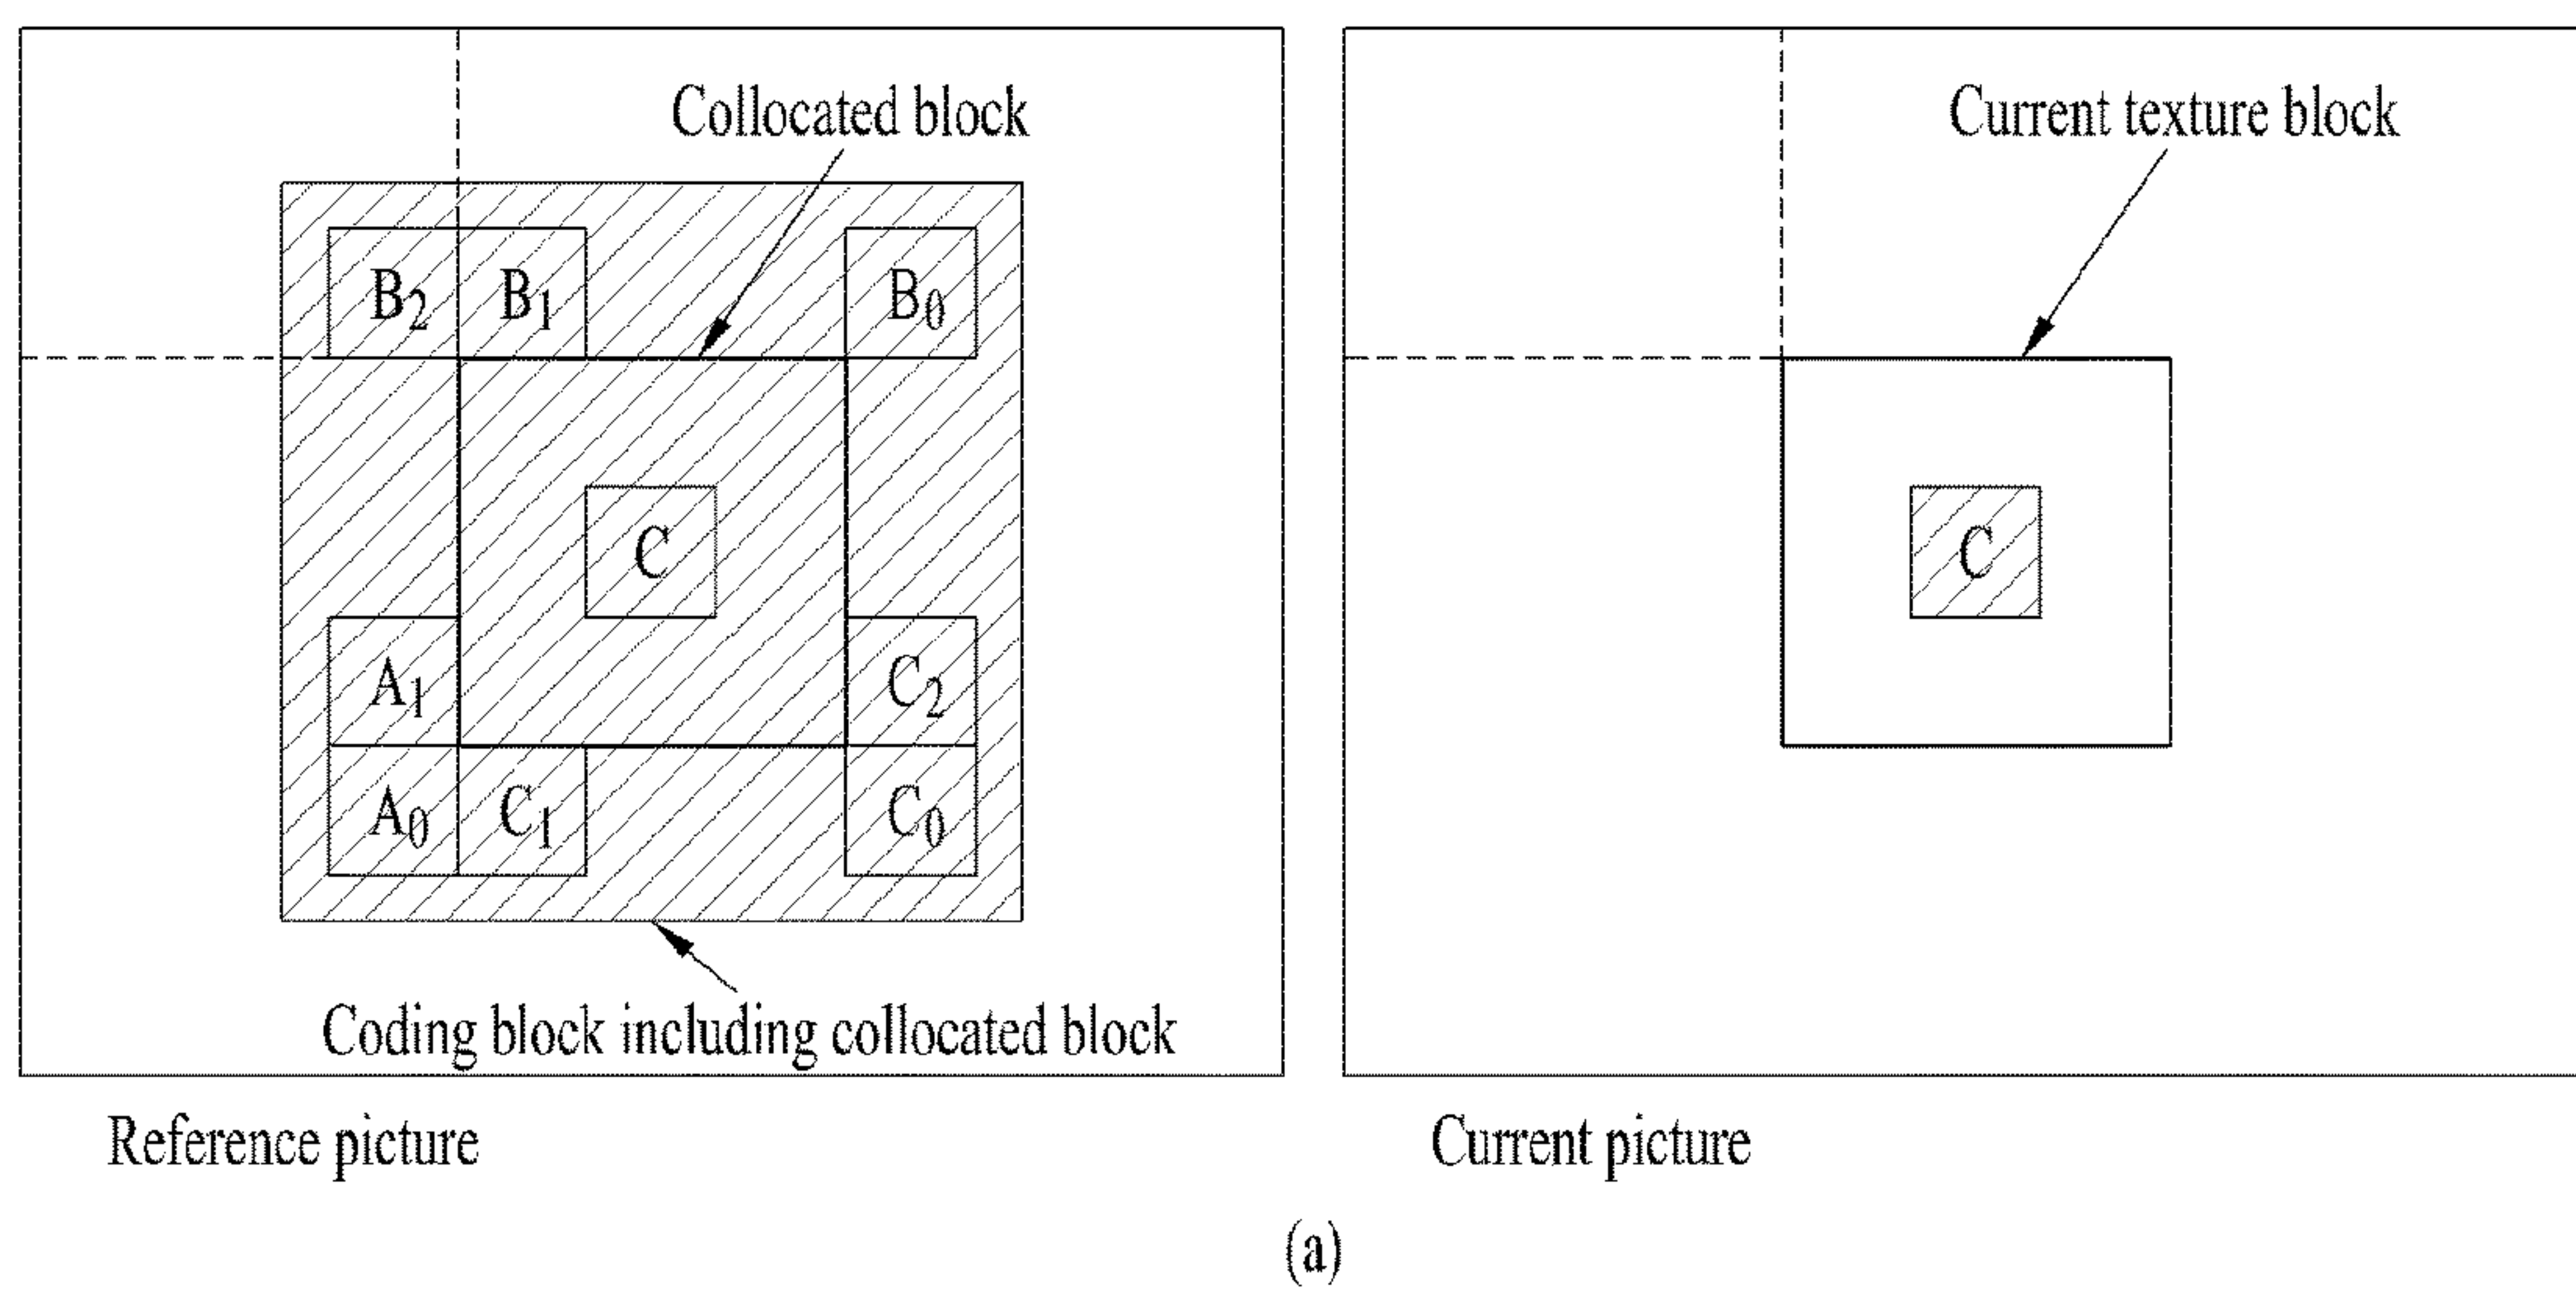 Collocated block
Current texture block
B2 B1 B0
C
C
A1 C2
A0 C1 C0
Coding block including collocated block
Reference picture
Current picture
(a)